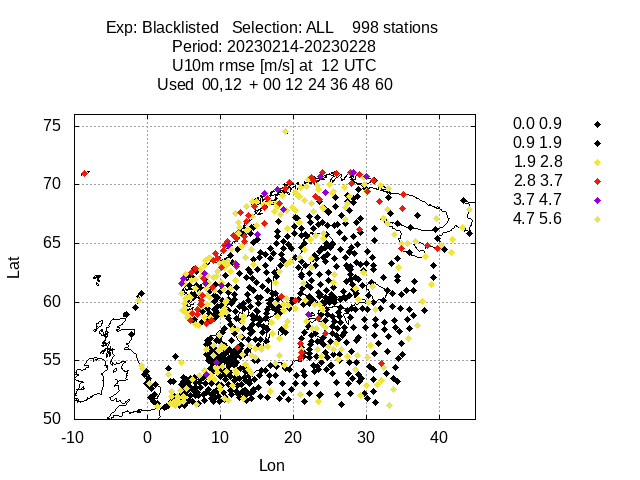 Exp: Blacklisted   Selection: ALL    998 stations
Period: 20230214-20230228
U10m rmse [m/s] at  12 UTC
Used  00,12  + 00 12 24 36 48 60
0.0 0.9
0.9 1.9
1.9 2.8
2.8 3.7
3.7 4.7
4.7 5.6
75
70
65
60
55
50
Lat
-10 0 10 20 30 40
Lon